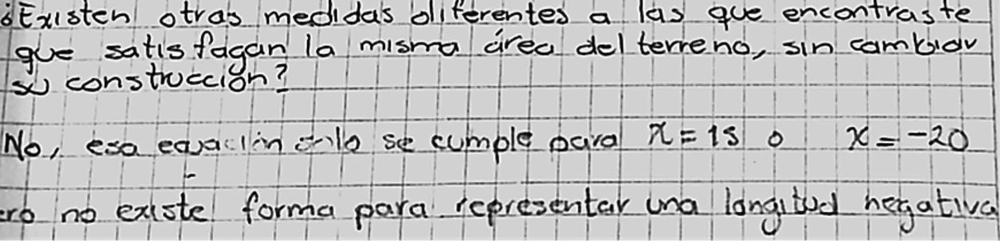 ¿Existen otras medidas diferentes a las que encontraste
que satisfagan la misma área del terreno, sin cambiar
su construcción?
No, esa ecuación solo se cumple para x = 15 o x = -20
ero no existe forma para representar una longitud negativa